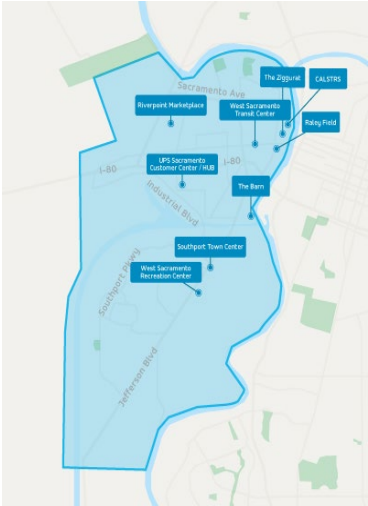 The Ziggurat
CALSTRS
Sacramento Ave
Riverpoint Marketplace
West Sacramento
Transit Center
Raley Field
UPS Sacramento
Customer Center / HUB
I-80
I-80
Industrial Blvd
The Barn
Southport Town Center
Southport Pkwy
West Sacramento
Recreation Center
Jefferson Blvd